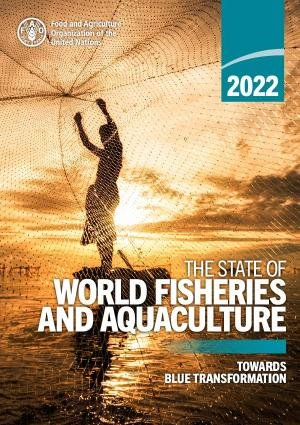 Food and Agriculture
Organization of the
United Nations
2022
THE STATE OF
WORLD FISHERIES
AND AQUACULTURE
TOWARDS
BLUE TRANSFORMATION